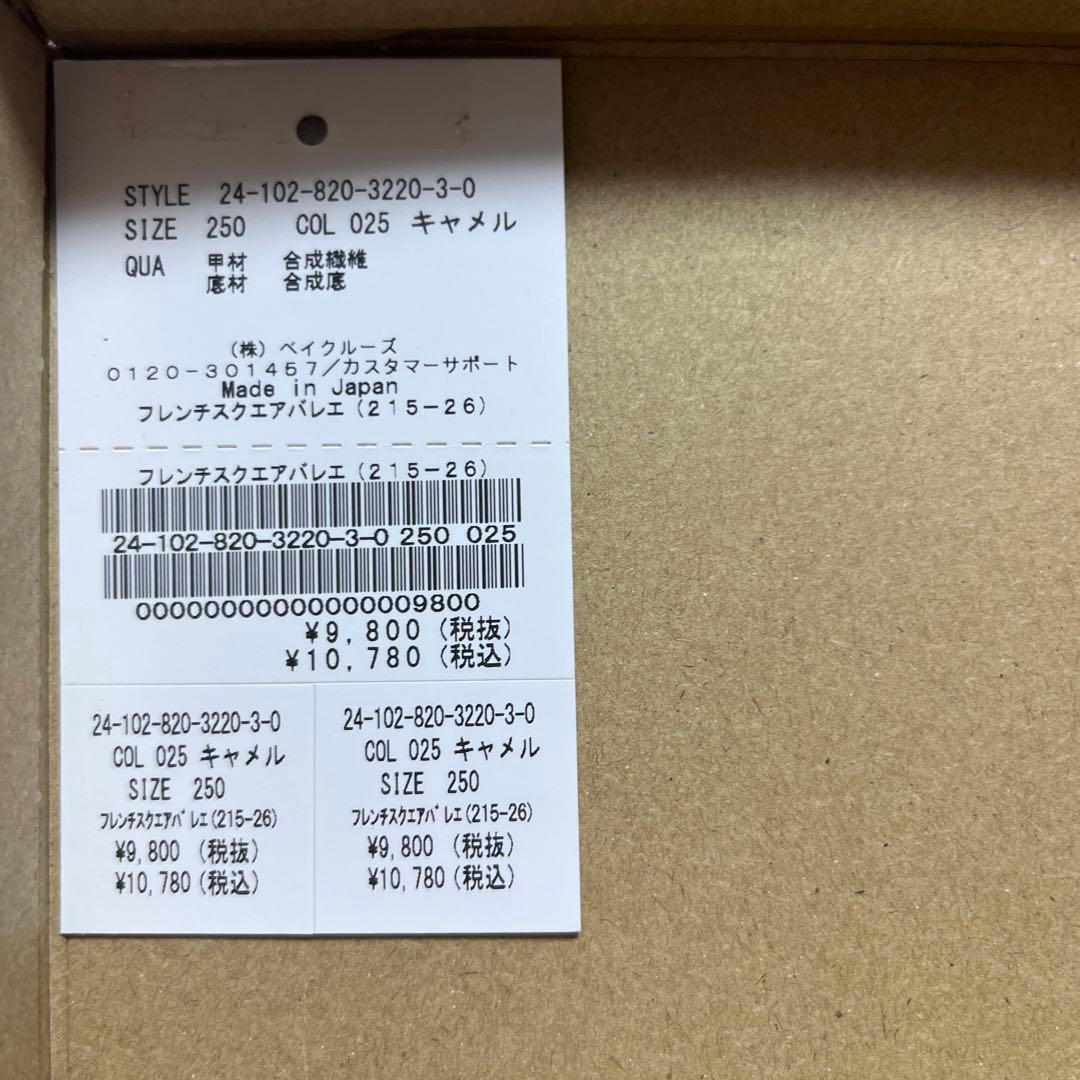 STYLE 24-102-820-3220-3-0
SIZE 250 COL 025 キャメル
QUA 甲材 合成繊維
底材 合成底
(株) ベイクルーズ
0120-301457/カスタマーサポート
Made in Japan
フレンチスクエアバレエ(215-26)
フレンチスクエアバレエ(215-26)
24-102-820-3220-3-0 250 025
00000000000000009800
¥9,800 (税抜)
¥10,780 (税込)
24-102-820-3220-3-0
COL 025 キャメル
SIZE 250
フレンチスクエアバレエ(215-26)
¥9,800 (税抜)
¥10,780 (税込)
24-102-820-3220-3-0
COL 025 キャメル
SIZE 250
フレンチスクエアバレエ(215-26)
¥9,800 (税抜)
¥10,780 (税込)